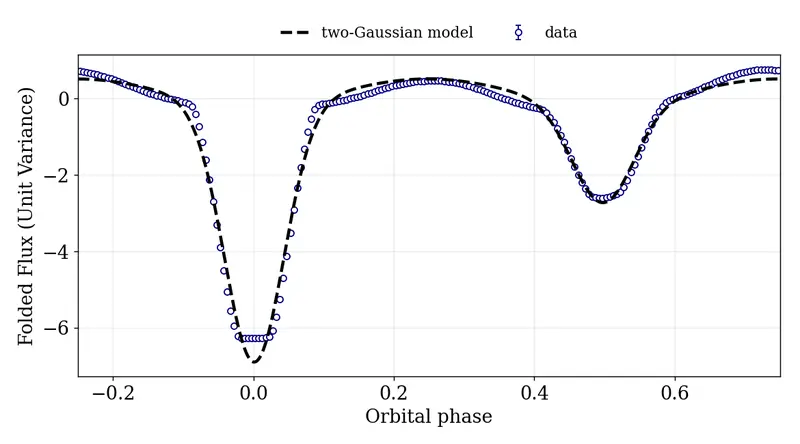 two-Gaussian model
data
0
−2
−4
−6
Folded Flux (Unit Variance)
−0.2
0.0
0.2
0.4
0.6
Orbital phase